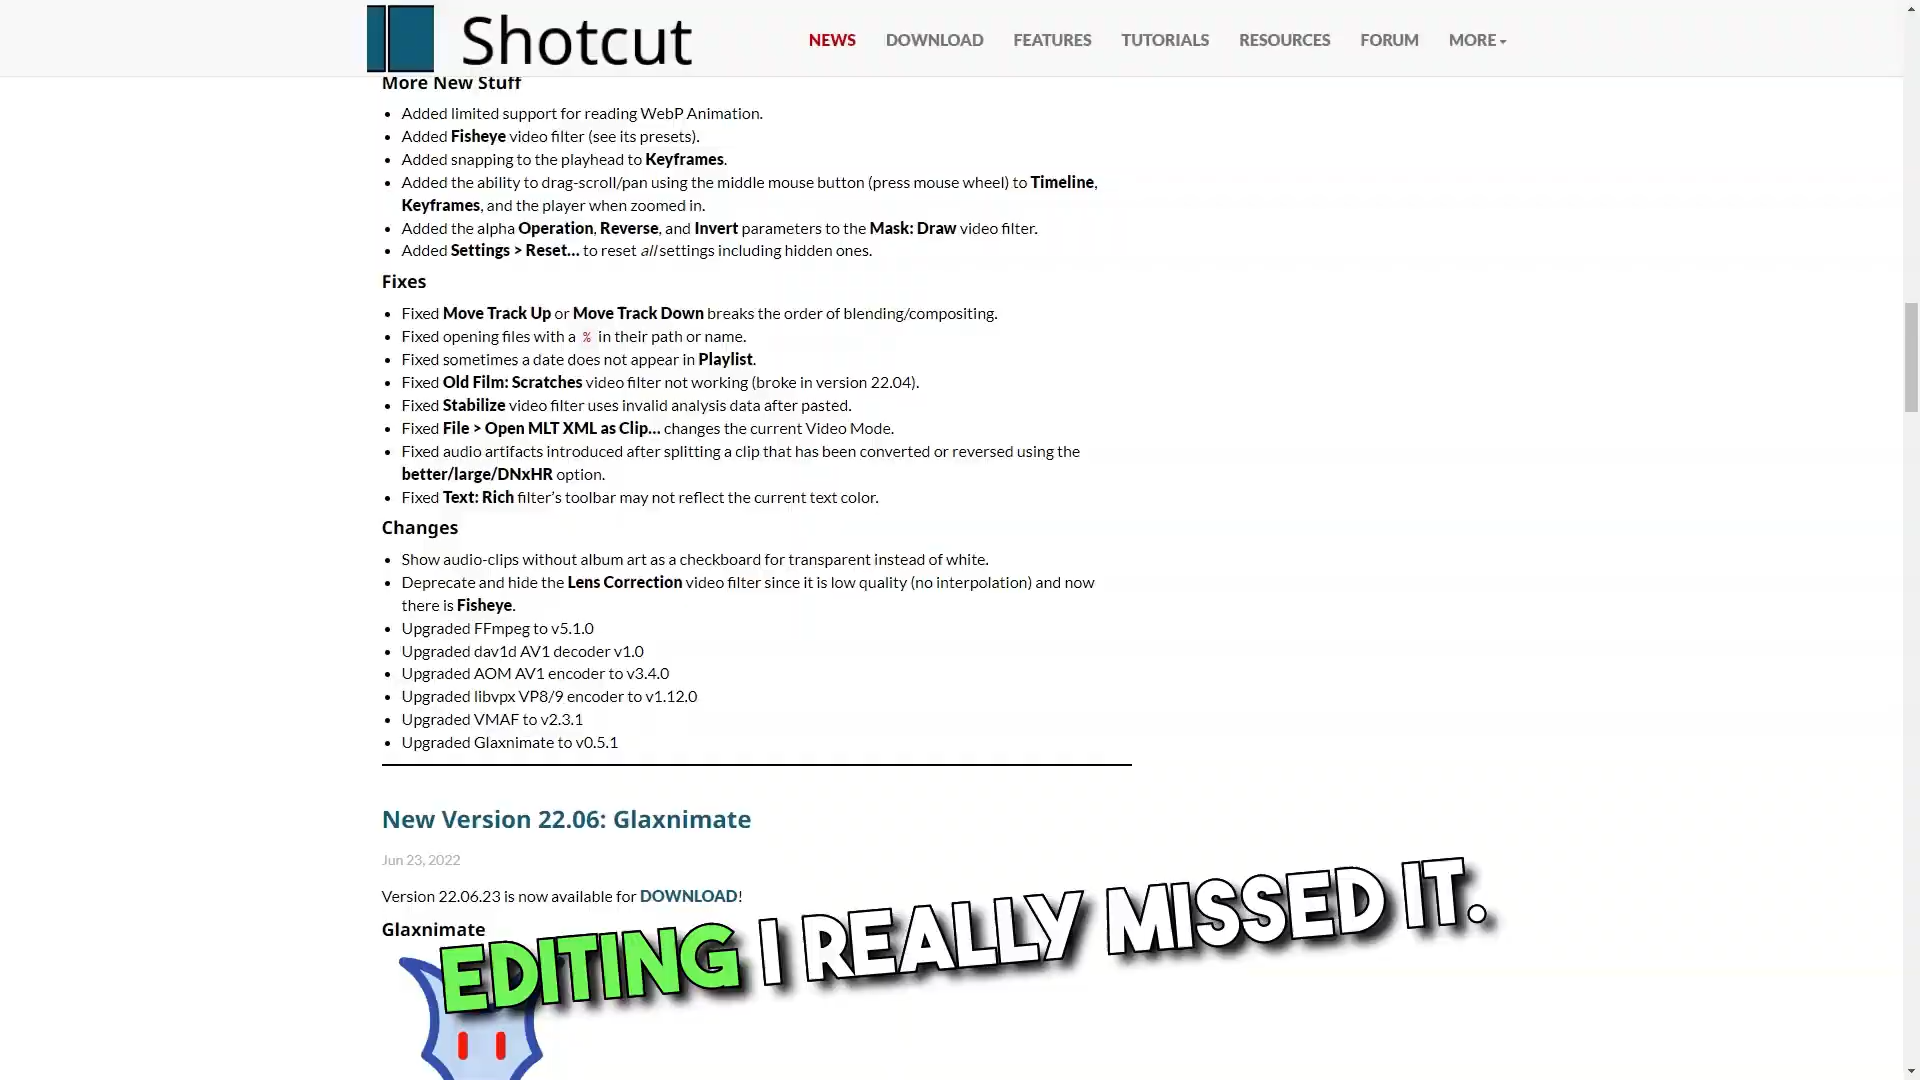 Shotcut
NEWS DOWNLOAD FEATURES TUTORIALS RESOURCES FORUM MORE
More New Stuff
• Added limited support for reading WebP Animation.
• Added Fisheye video filter (see its presets).
• Added snapping to the playhead to Keyframes.
• Added the ability to drag-scroll/pan using the middle mouse button (press mouse wheel) to Timeline,
Keyframes, and the player when zoomed in.
• Added the alpha Operation, Reverse, and Invert parameters to the Mask: Draw video filter.
• Added Settings > Reset... to reset all settings including hidden ones.
Fixes
• Fixed Move Track Up or Move Track Down breaks the order of blending/compositing.
• Fixed opening files with a % in their path or name.
• Fixed sometimes a date does not appear in Playlist.
• Fixed Old Film: Scratches video filter not working (broke in version 22.04).
• Fixed Stabilize video filter uses invalid analysis data after pasted.
• Fixed File > Open MLT XML as Clip... changes the current Video Mode.
• Fixed audio artifacts introduced after splitting a clip that has been converted or reversed using the
better/large/DNxHR option.
• Fixed Text: Rich filter’s toolbar may not reflect the current text color.
Changes
• Show audio-clips without album art as a checkboard for transparent instead of white.
• Deprecate and hide the Lens Correction video filter since it is low quality (no interpolation) and now
there is Fisheye.
• Upgraded FFmpeg to v5.1.0
• Upgraded dav1d AV1 decoder v1.0
• Upgraded AOM AV1 encoder to v3.4.0
• Upgraded libvpx VP8/9 encoder to v1.12.0
• Upgraded VMAF to v2.3.1
• Upgraded Glaxnimate to v0.5.1
New Version 22.06: Glaxnimate
Jun 23, 2022
Version 22.06.23 is now available for DOWNLOAD!
Glaxnimate
EDITING I REALLY MISSED IT.